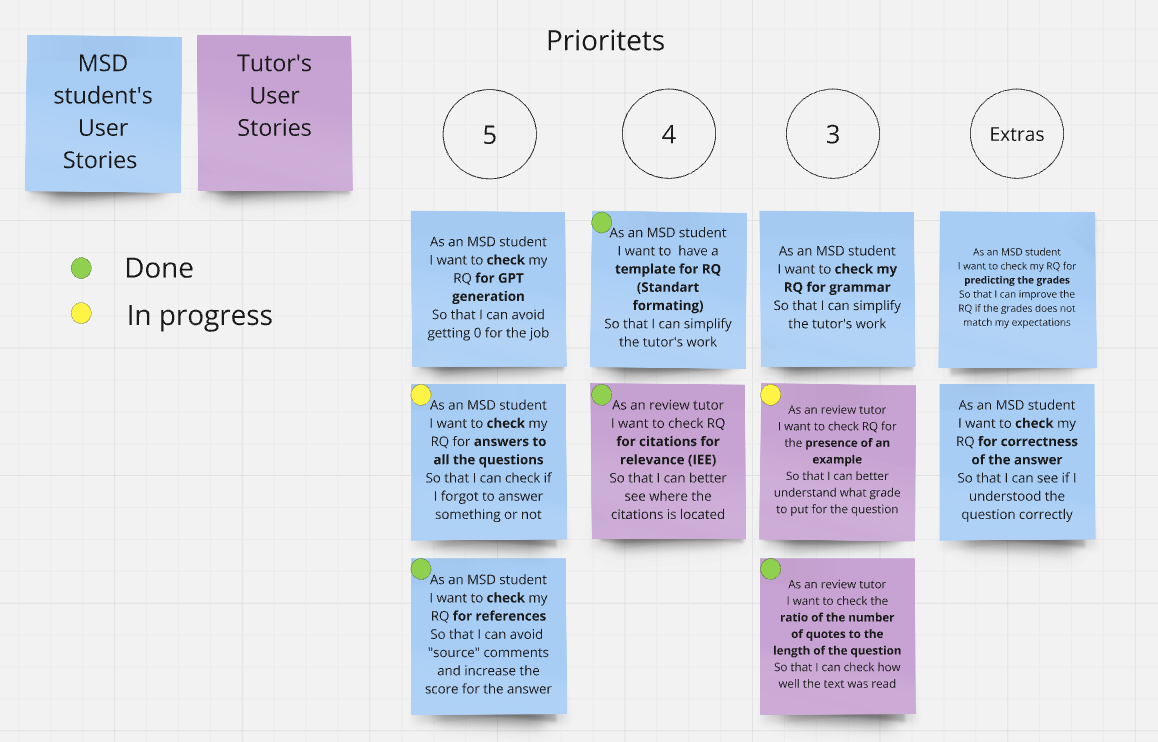 Prioritets
MSD
student's
User
Stories
Tutor's
User
Stories
Done
In progress
5
4
3
Extras
As an MSD student
I want to check my
RQ for GPT
generation
So that I can avoid
getting 0 for the job
As an MSD student
I want to check my
RQ for answers to
all the questions
So that I can check if
I forgot to answer
something or not
As an MSD student
I want to check my
RQ for references
So that I can avoid
"source" comments
and increase the
score for the answer
As an MSD student
I want to have a
template for RQ
(Standart
formating)
So that I can simplify
the tutor's work
As an review tutor
I want to check RQ
for citations for
relevance (IEE)
So that I can better
see where the
citations is located
As an MSD student
I want to check my
RQ for grammar
So that I can simplify
the tutor's work
As an review tutor
I want to check RQ for
the presence of an
example
So that I can better
understand what grade
to put for the question
As an review tutor
I want to check the
ratio of the number
of quotes to the
length of the question
So that I can check how
well the text was read
As an MSD student
I want to check my RQ for
predicting the grades
So that I can improve the
RQ if the grades does not
match my expectations
As an MSD student
I want to check my
RQ for correctness
of the answer
So that I can see if I
understood the
question correctly